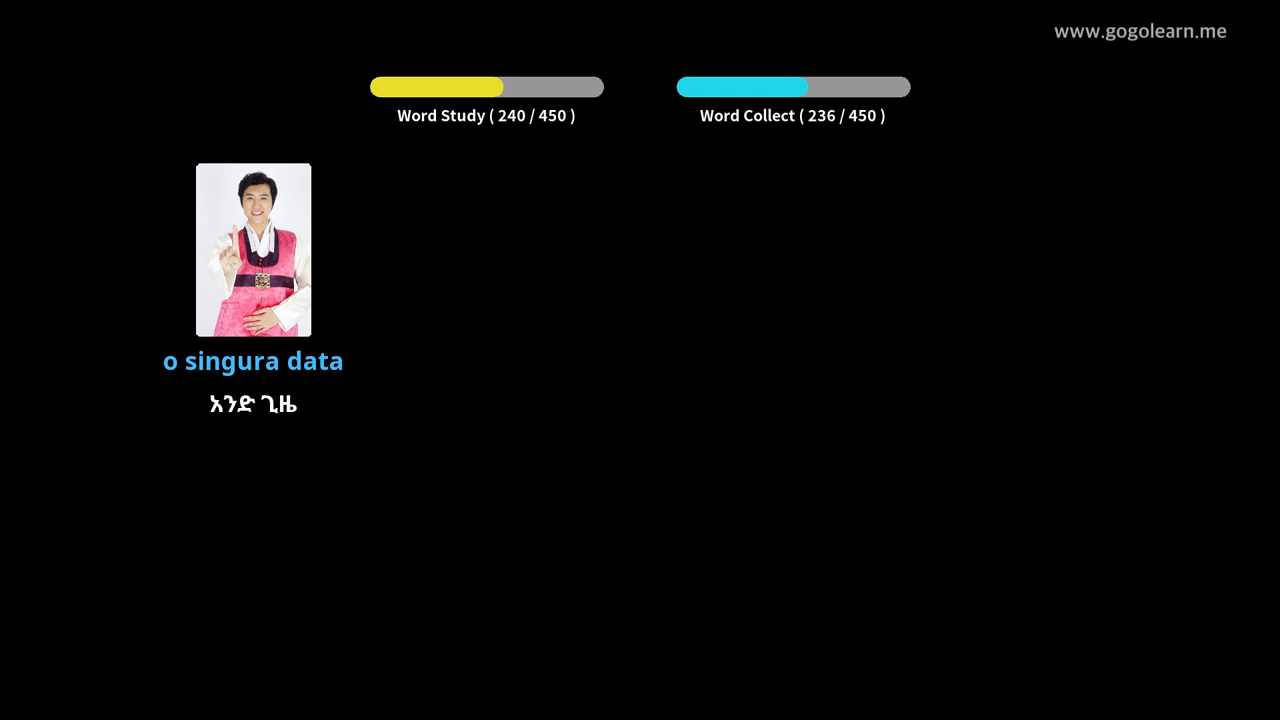 www.gogolearn.me
Word Study ( 240 / 450 )
Word Collect ( 236 / 450 )
o singura data
አንድ ጊዜ